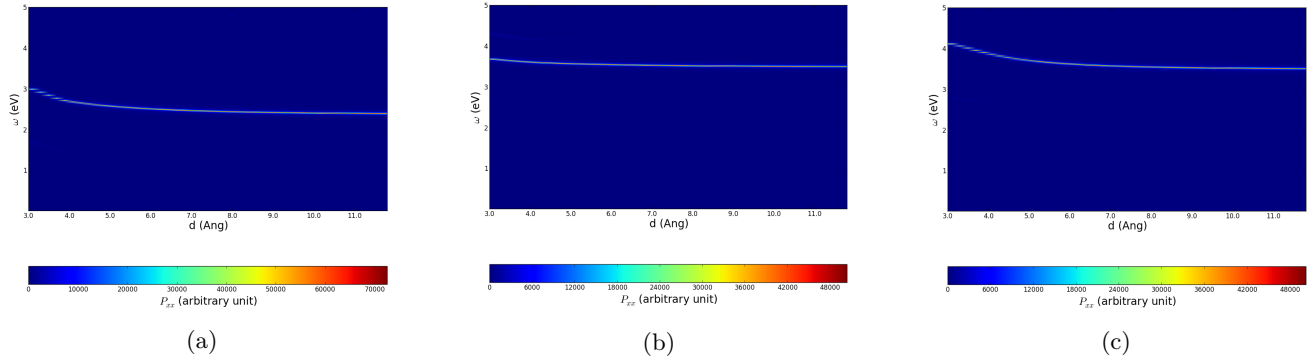 5
4
3
2
1
ω (eV)
3.0 4.0 5.0 6.0 7.0 8.0 9.0 10.0 11.0
d (Ang)
0 10000 20000 30000 40000 50000 60000 70000
Pxx (arbitrary unit)
(a)
5
4
3
2
1
ω (eV)
3.0 4.0 5.0 6.0 7.0 8.0 9.0 10.0 11.0
d (Ang)
0 6000 12000 18000 24000 30000 36000 42000 48000
Pxx (arbitrary unit)
(b)
5
4
3
2
1
ω (eV)
3.0 4.0 5.0 6.0 7.0 8.0 9.0 10.0 11.0
d (Ang)
0 6000 12000 18000 24000 30000 36000 42000 48000
Pxx (arbitrary unit)
(c)